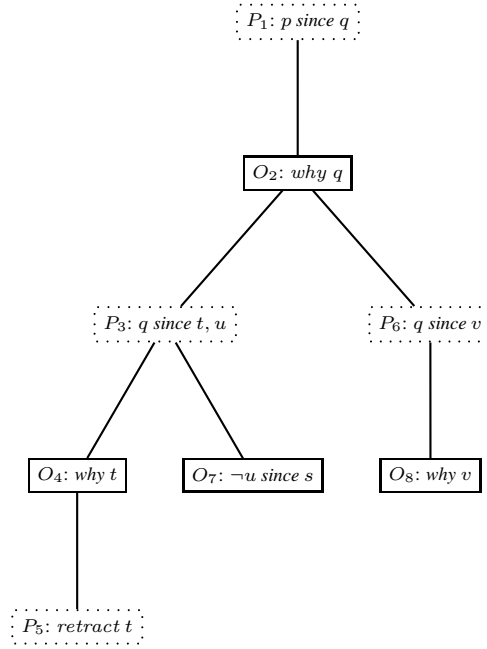 P₁: p since q
O₂: why q
P₃: q since t, u
P₆: q since v
O₄: why t
O₇: ¬u since s
O₈: why v
P₅: retract t